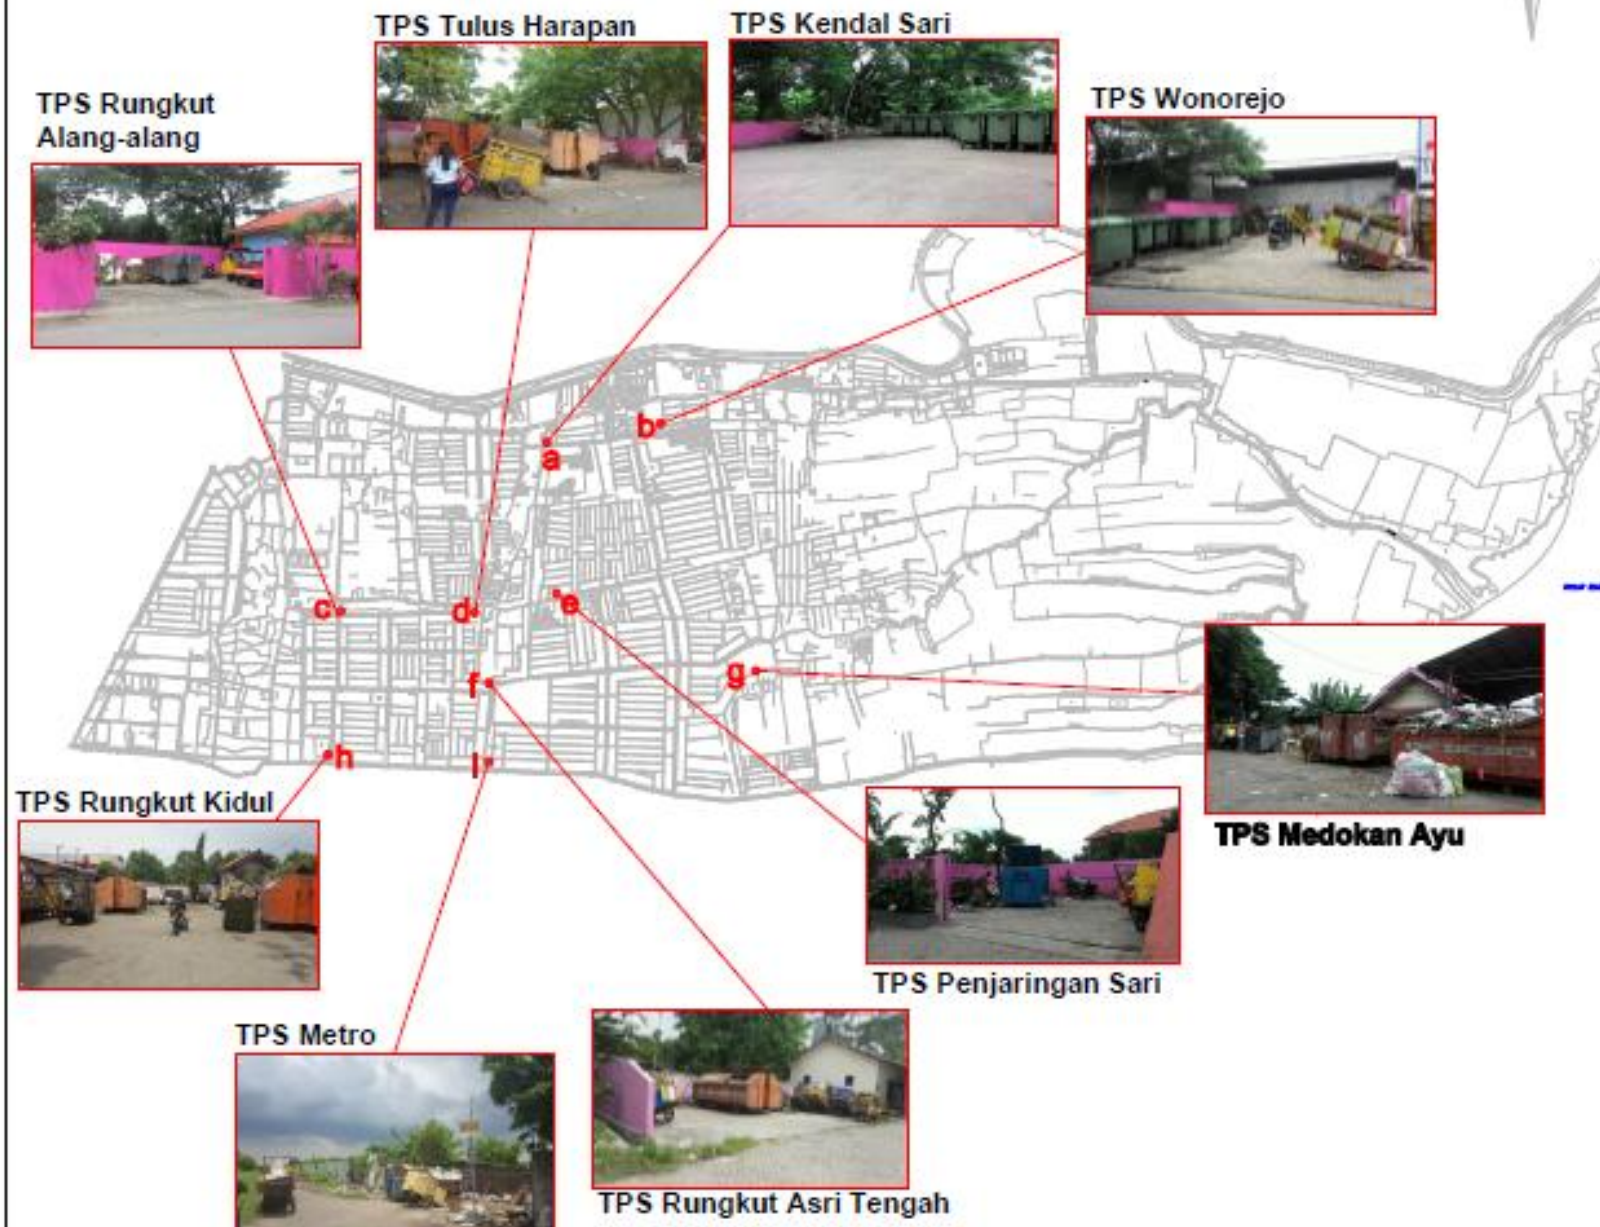 TPS Tulus Harapan
TPS Kendal Sari
TPS Rungkut
Alang-alang
TPS Wonorejo
b
a
c
d
e
f
g
h
I
TPS Rungkut Kidul
TPS Medokan Ayu
TPS Penjaringan Sari
TPS Metro
TPS Rungkut Asri Tengah